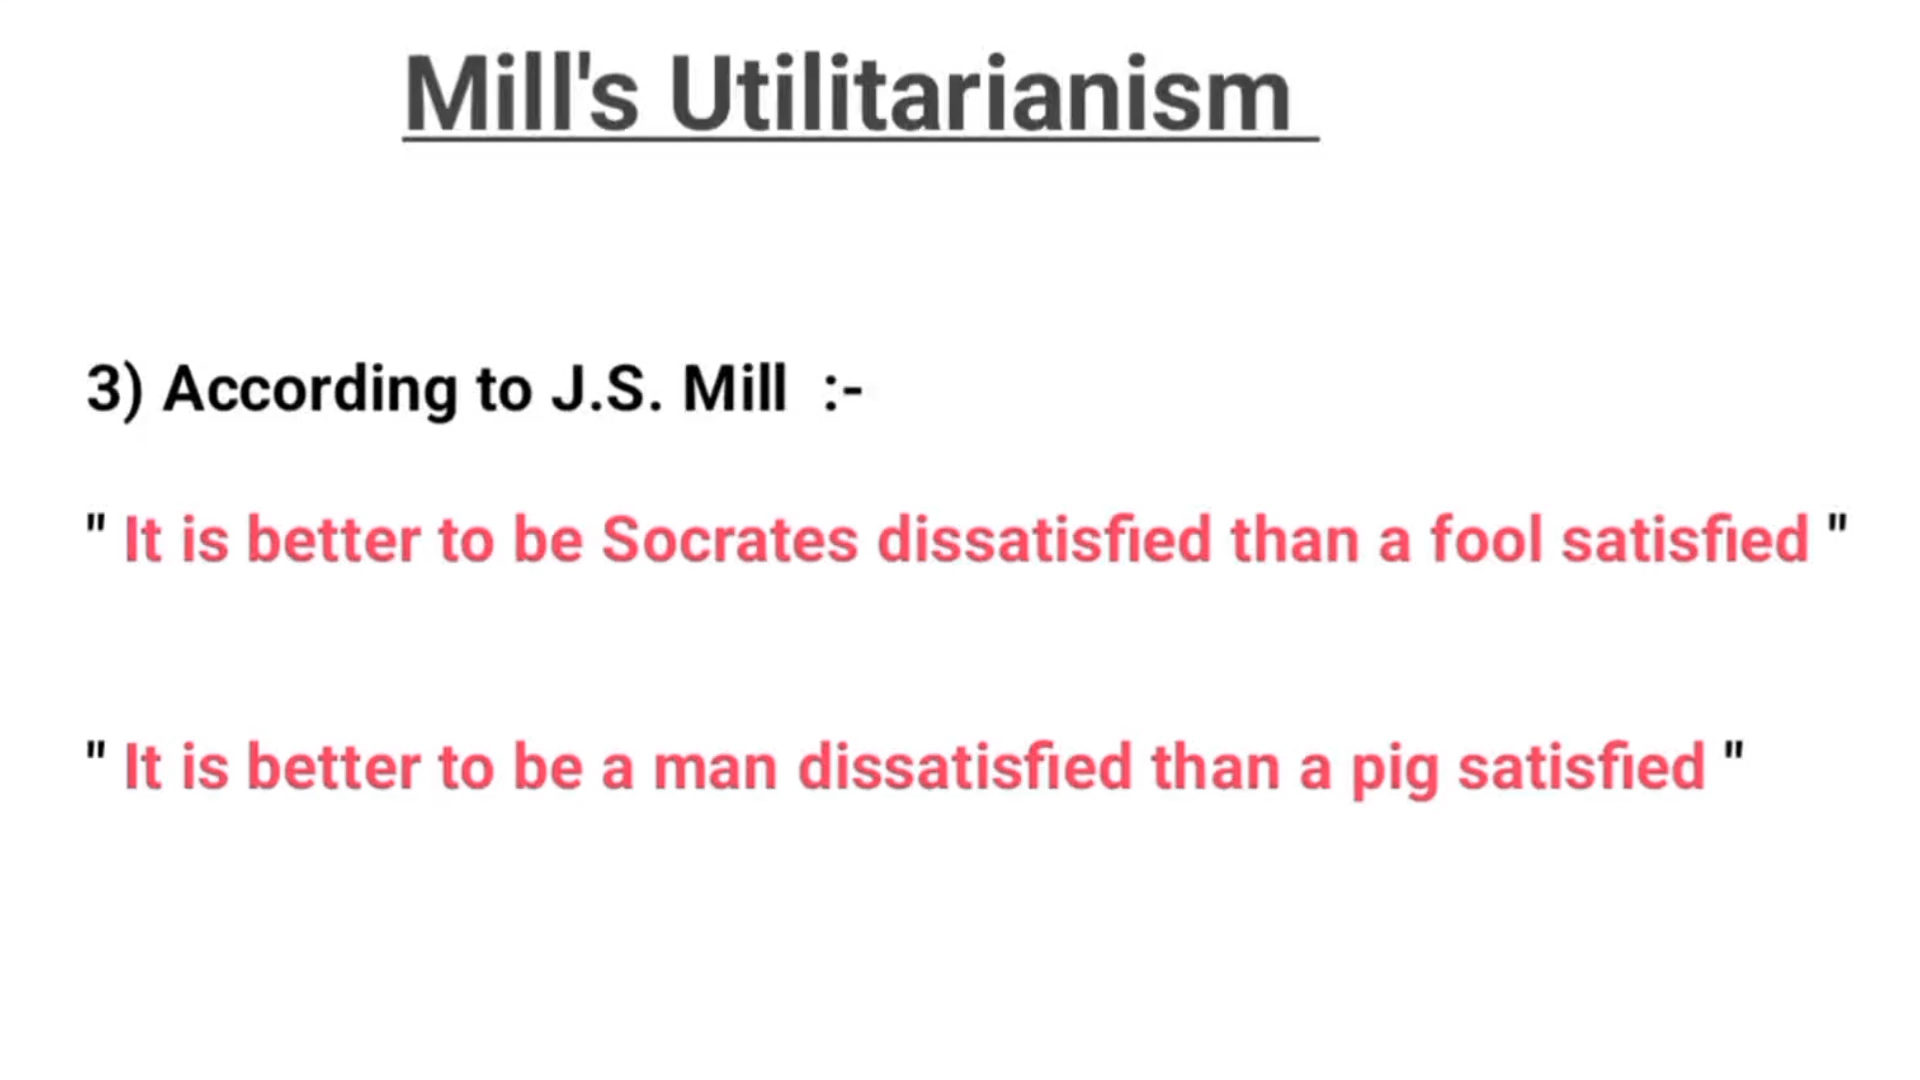 Mill's Utilitarianism
3) According to J.S. Mill :-
" It is better to be Socrates dissatisfied than a fool satisfied "
" It is better to be a man dissatisfied than a pig satisfied "